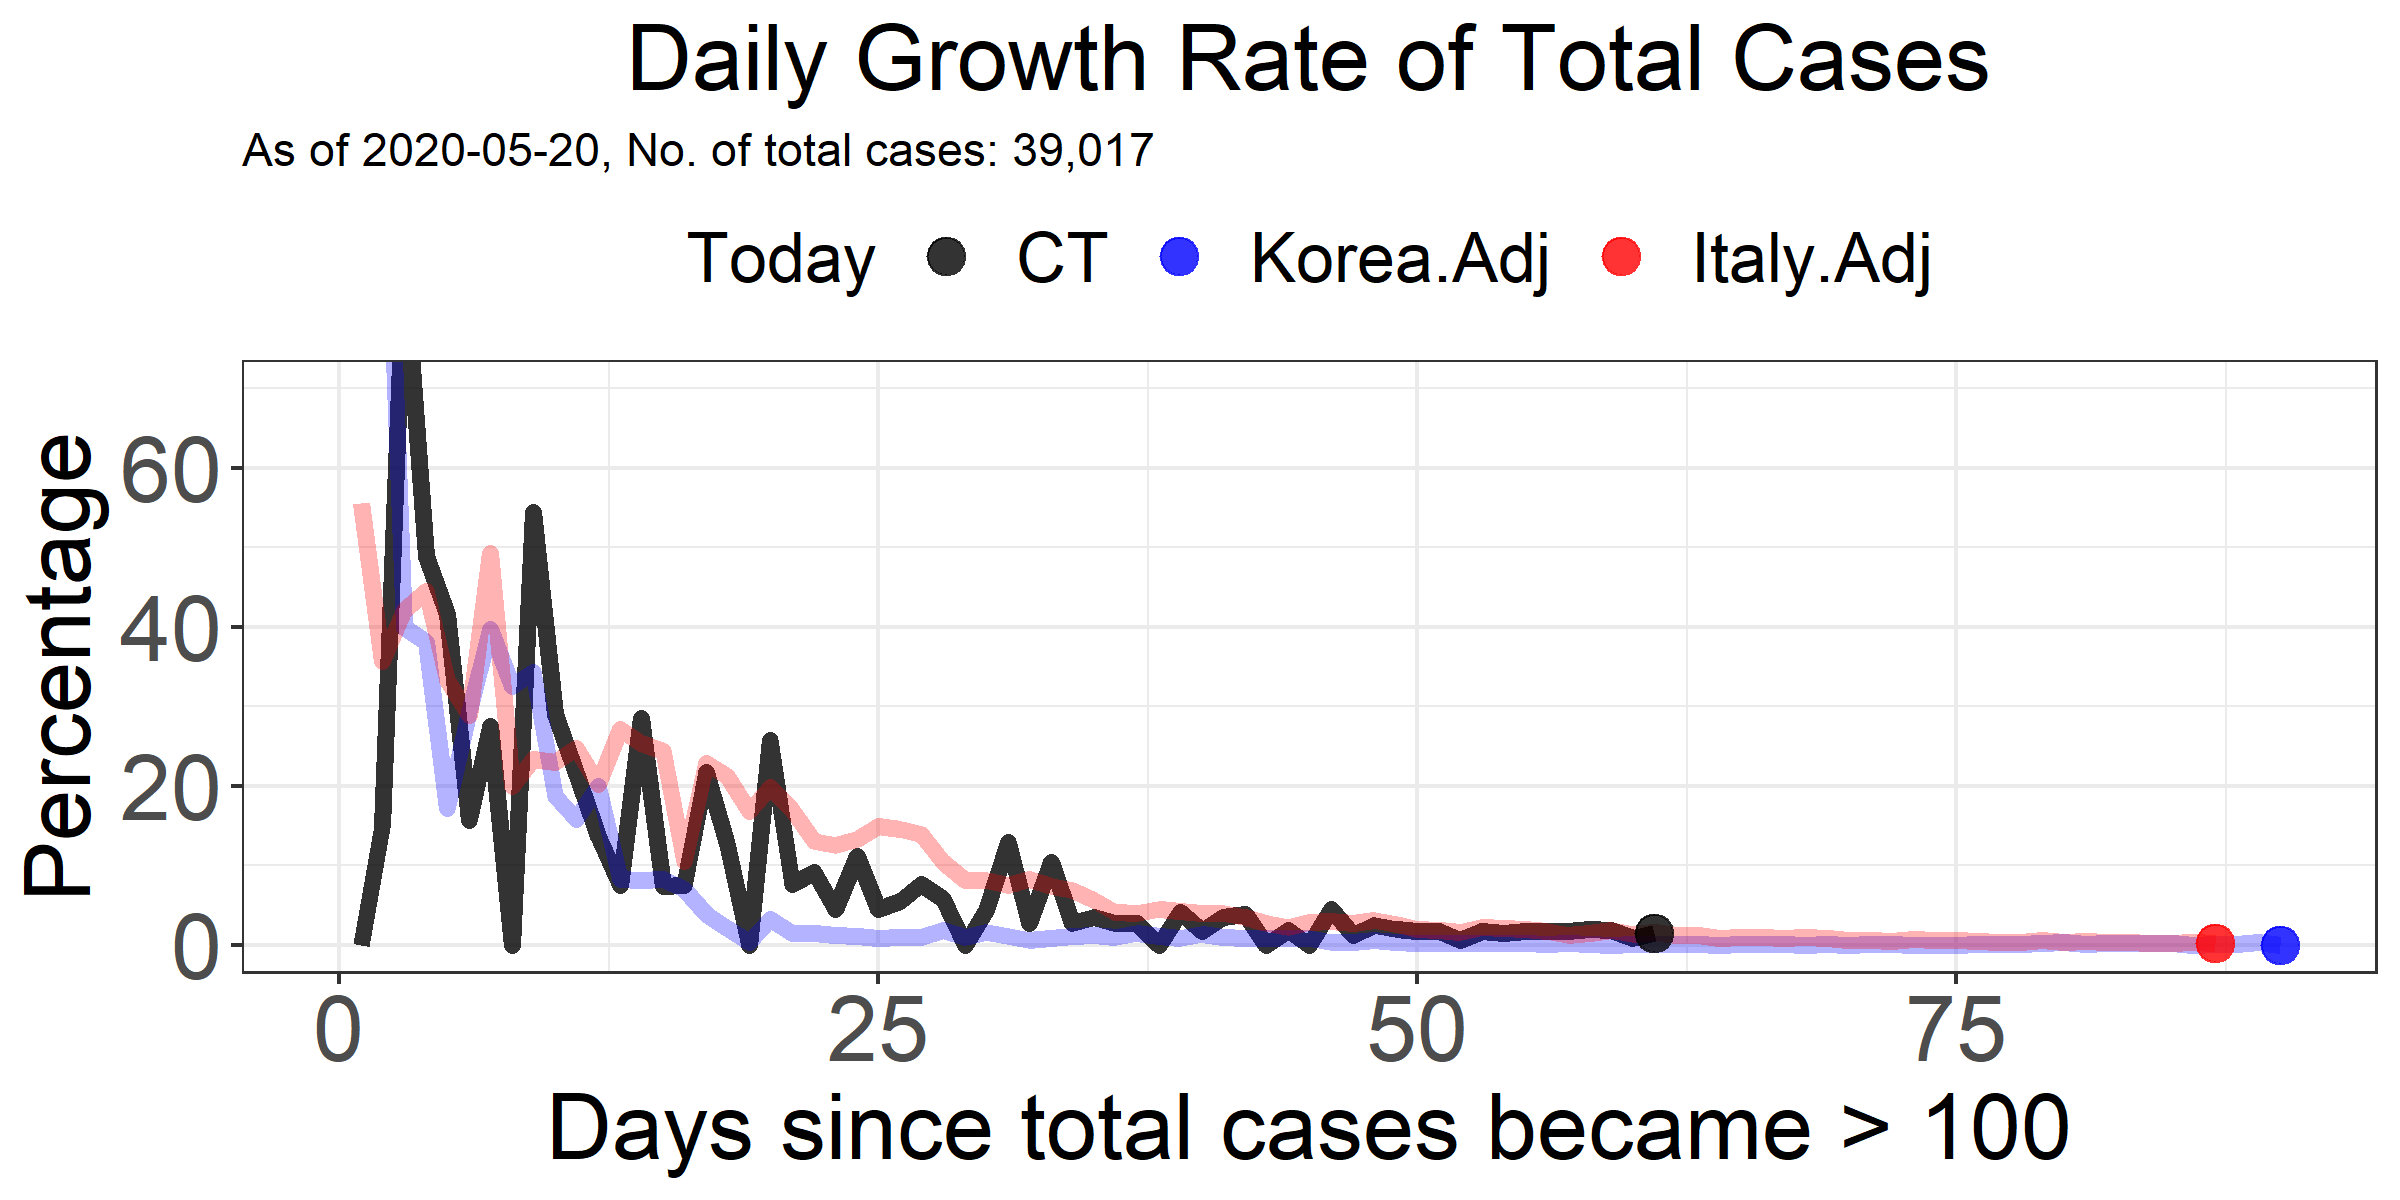 Daily Growth Rate of Total Cases
As of 2020-05-20, No. of total cases: 39,017
Today CT Korea.Adj Italy.Adj
Percentage
60
40
20
0
0 25 50 75
Days since total cases became > 100